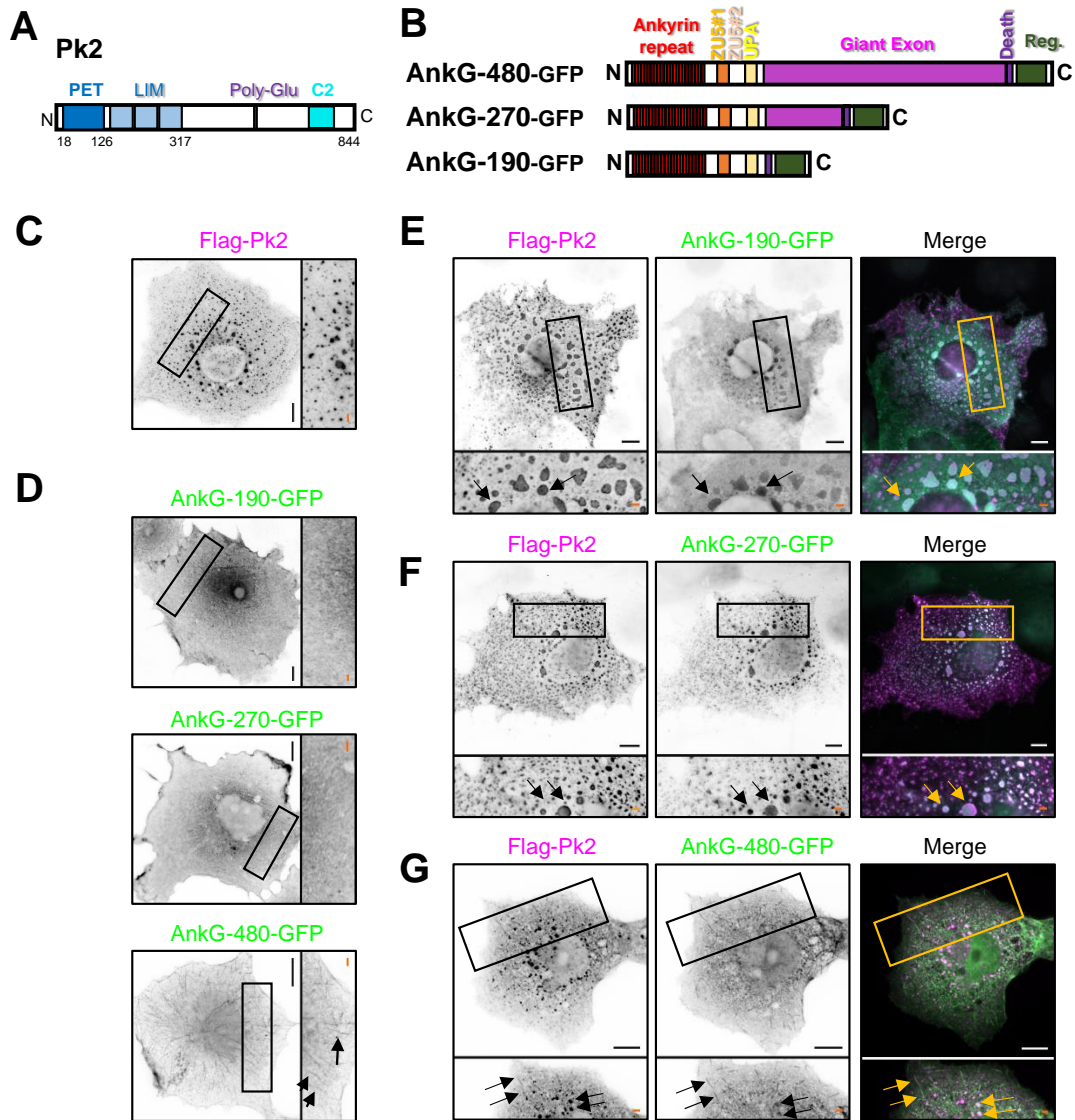 A
Pk2
PET LIM Poly-Glu C2
N C
18 126 317 844
B
Ankyrin repeat ZU5#1 ZU5#2 UPA Giant Exon Death Reg.
AnkG-480-GFP N C
AnkG-270-GFP N C
AnkG-190-GFP N C
C
Flag-Pk2
D
AnkG-190-GFP
AnkG-270-GFP
AnkG-480-GFP
E
Flag-Pk2 AnkG-190-GFP Merge
F
Flag-Pk2 AnkG-270-GFP Merge
G
Flag-Pk2 AnkG-480-GFP Merge